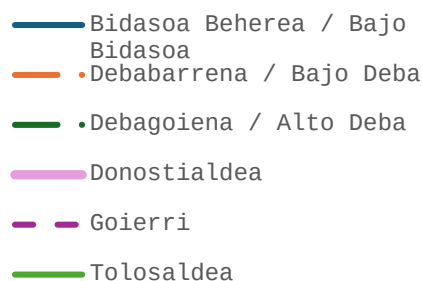 Bidasoa Beherea / Bajo
Bidasoa
Debabarrena / Bajo Deba
Debagoiena / Alto Deba
Donostialdea
Goierri
Tolosaldea